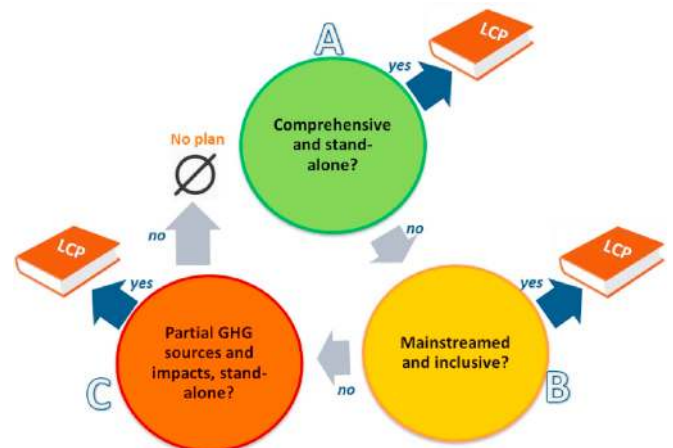 A
LCP
yes
Comprehensive
and stand-
alone?
No plan
no
no
LCP
yes
Partial GHG
sources and
impacts, stand-
alone?
C
no
Mainstreamed
and inclusive?
yes
LCP
B